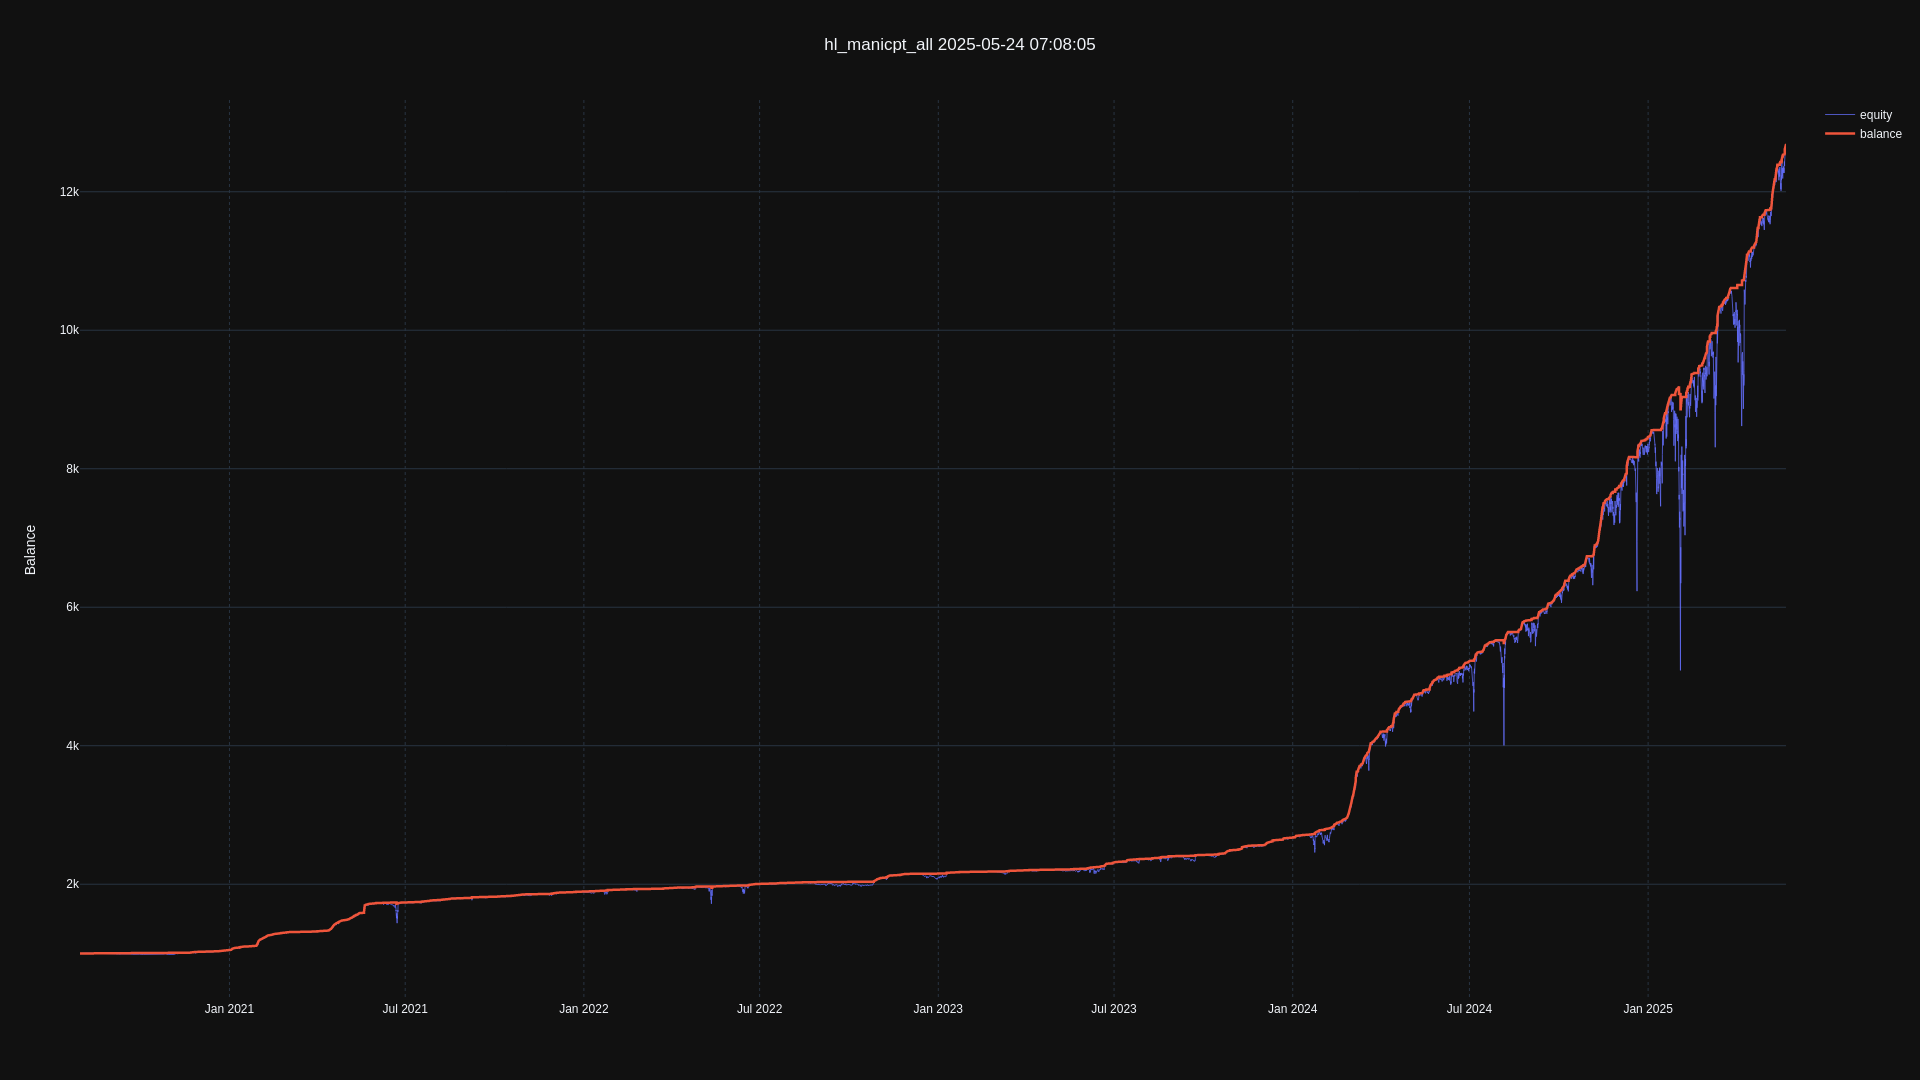 hl_manicpt_all 2025-05-24 07:08:05
equity
balance
12k
10k
8k
6k
4k
2k
Balance
Jan 2021
Jul 2021
Jan 2022
Jul 2022
Jan 2023
Jul 2023
Jan 2024
Jul 2024
Jan 2025